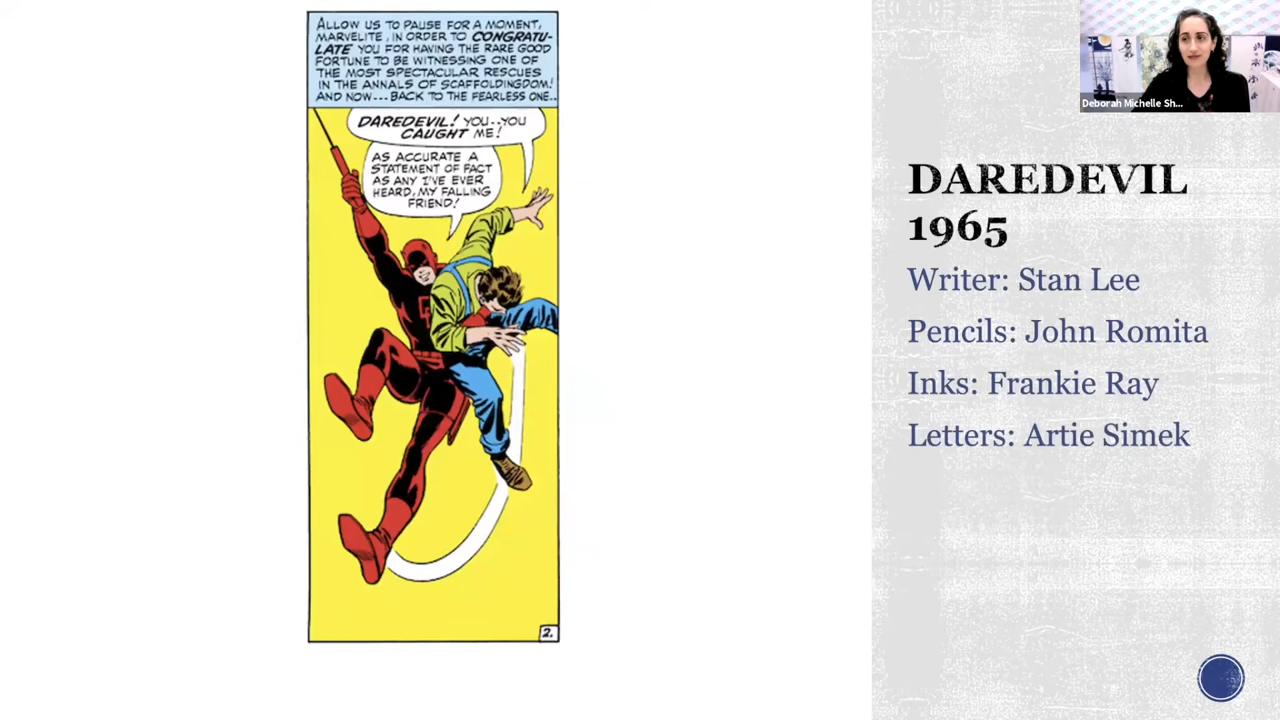 ALLOW US TO PAUSE FOR A MOMENT,
MARVELITE, IN ORDER TO CONGRATU-
LATE YOU FOR HAVING THE RARE GOOD
FORTUNE TO BE WITNESSING ONE OF
THE MOST SPECTACULAR RESCUES
IN THE ANNALS OF SCAFFOLDINGDOM!
AND NOW--- BACK TO THE FEARLESS ONE..
DAREDEVIL! YOU--YOU
CAUGHT ME!
AS ACCURATE A
STATEMENT OF FACT
AS ANY I'VE EVER
HEARD, MY FALLING
FRIEND!
2.
Deborah Michelle Sh...
DAREDEVIL
1965
Writer: Stan Lee
Pencils: John Romita
Inks: Frankie Ray
Letters: Artie Simek